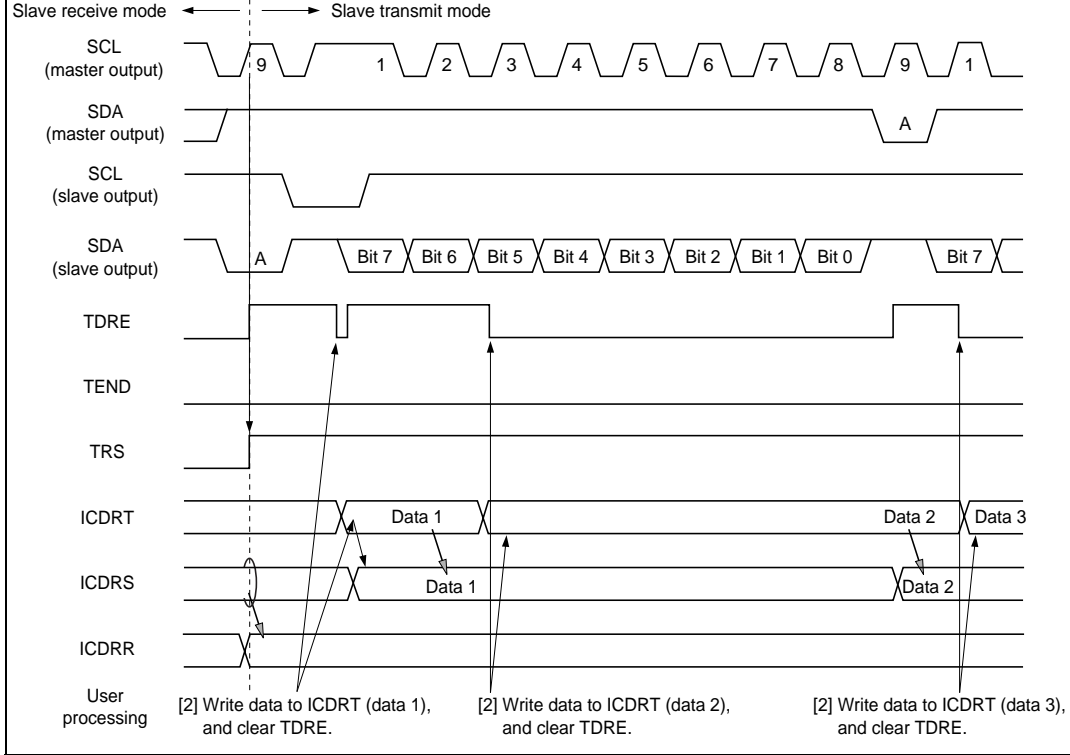 Slave receive mode
Slave transmit mode
SCL
(master output)
9
1
2
3
4
5
6
7
8
9
1
SDA
(master output)
A
SCL
(slave output)
SDA
(slave output)
A
Bit 7
Bit 6
Bit 5
Bit 4
Bit 3
Bit 2
Bit 1
Bit 0
Bit 7
TDRE
TEND
TRS
ICDRT
Data 1
Data 2
Data 3
ICDRS
Data 1
Data 2
ICDRR
User
processing
[2] Write data to ICDRT (data 1),
and clear TDRE.
[2] Write data to ICDRT (data 2),
and clear TDRE.
[2] Write data to ICDRT (data 3),
and clear TDRE.